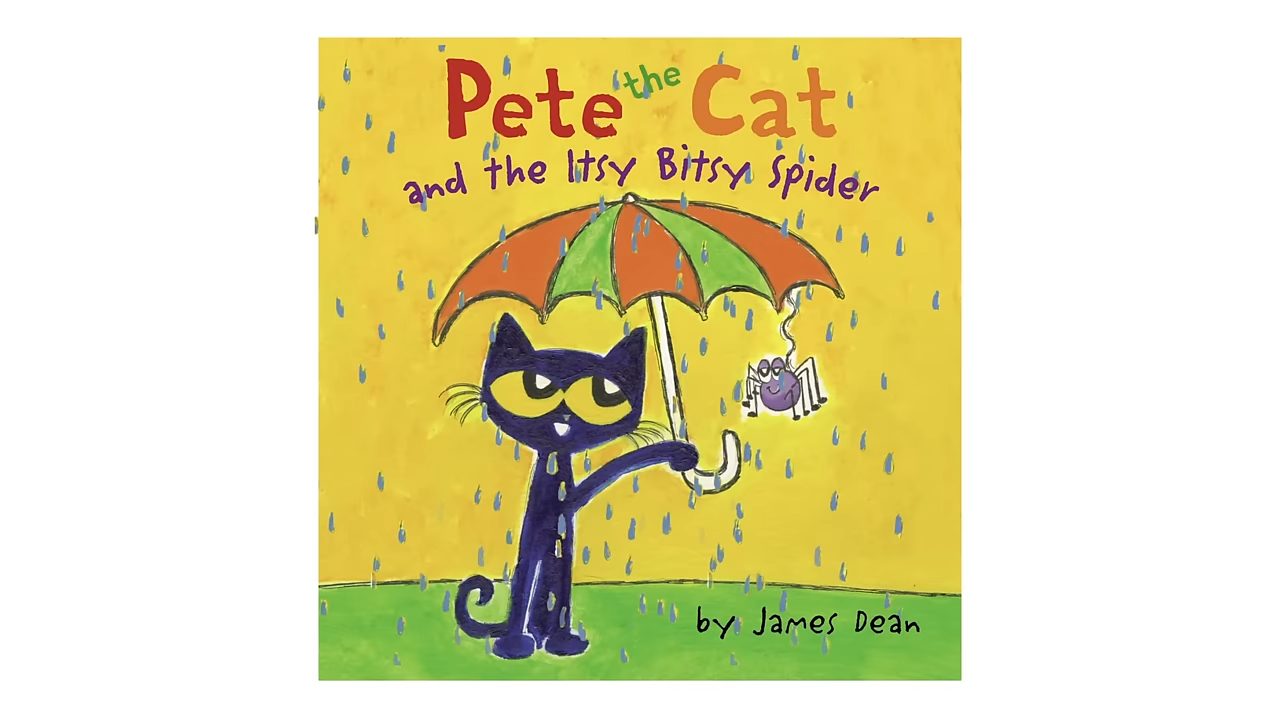 Pete the Cat
and the Itsy Bitsy Spider
by James Dean